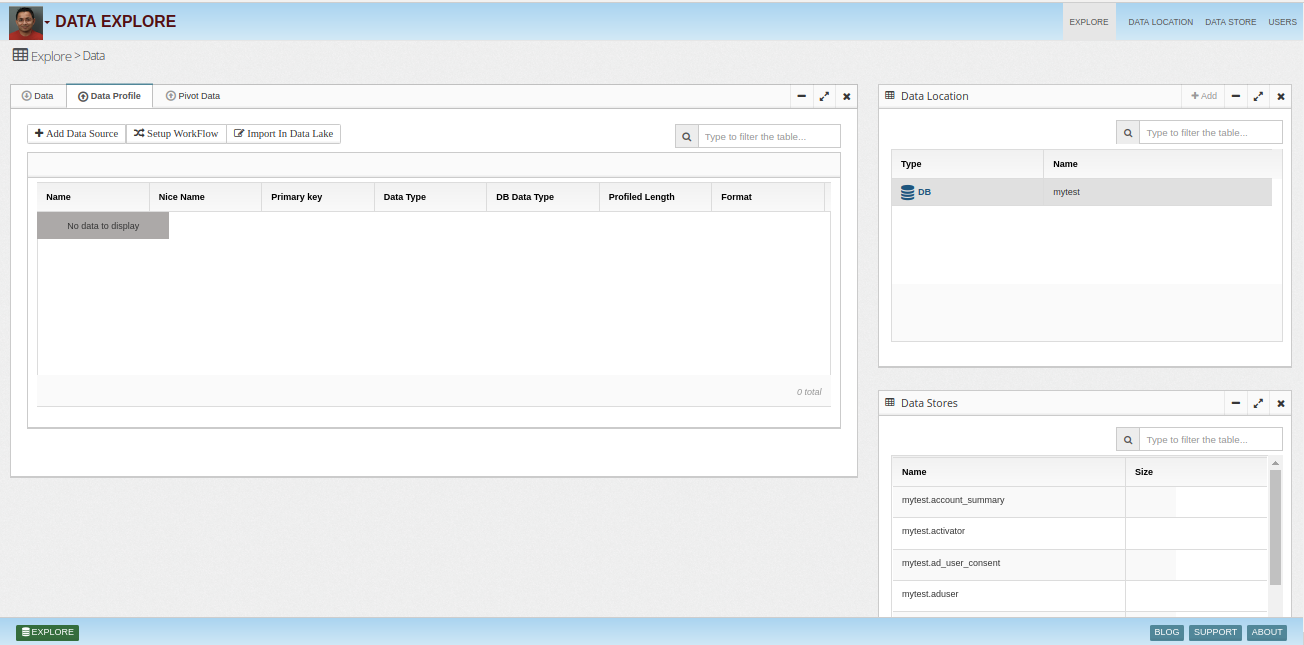 DATA EXPLORE
EXPLORE DATA LOCATION DATA STORE USERS
Explore > Data
Data Data Profile Pivot Data
Add Data Source Setup WorkFlow Import In Data Lake
Type to filter the table...
Name Nice Name Primary key Data Type DB Data Type Profiled Length Format
No data to display
0 total
Data Location
Add
Type to filter the table...
Type Name
DB mytest
Data Stores
Type to filter the table...
Name Size
mytest.account_summary
mytest.activator
mytest.ad_user_consent
mytest.aduser
EXPLORE
BLOG SUPPORT ABOUT